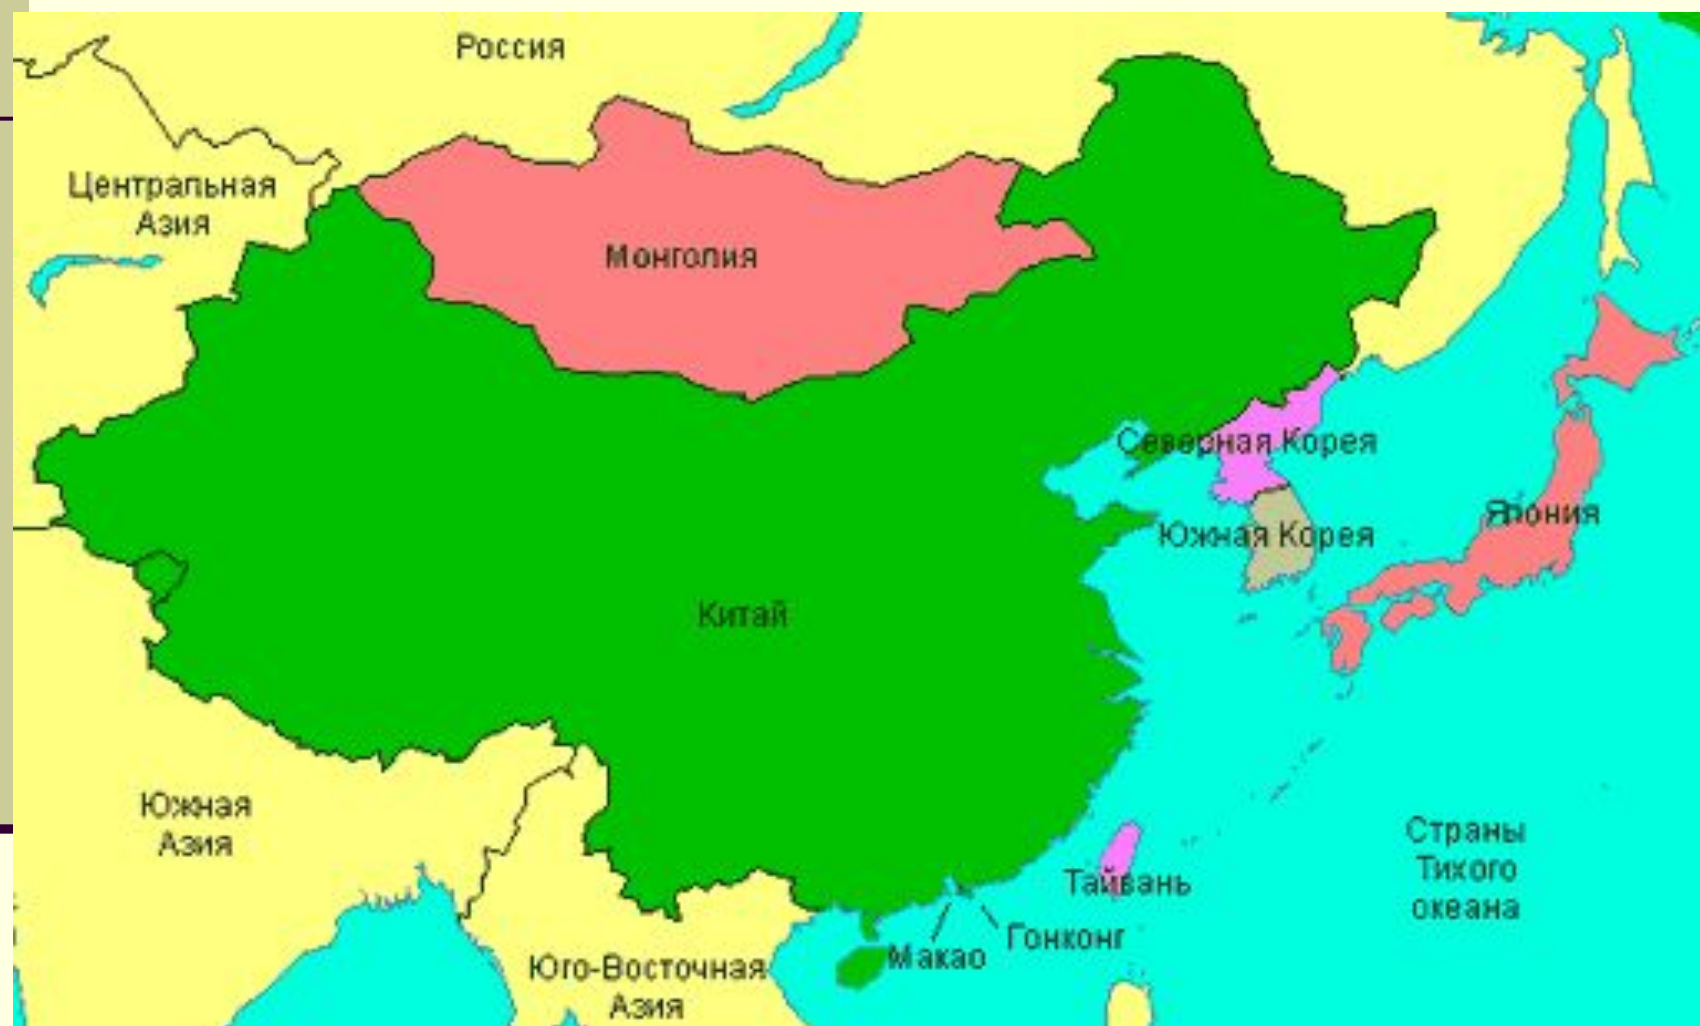 Россия
Центральная
Азия
Монголия
Северная Корея
Япония
Южная Корея
Китай
Южная
Азия
Страны
Тихого
океана
Тайвань
Гонконг
Макао
Юго-Восточная
Азия